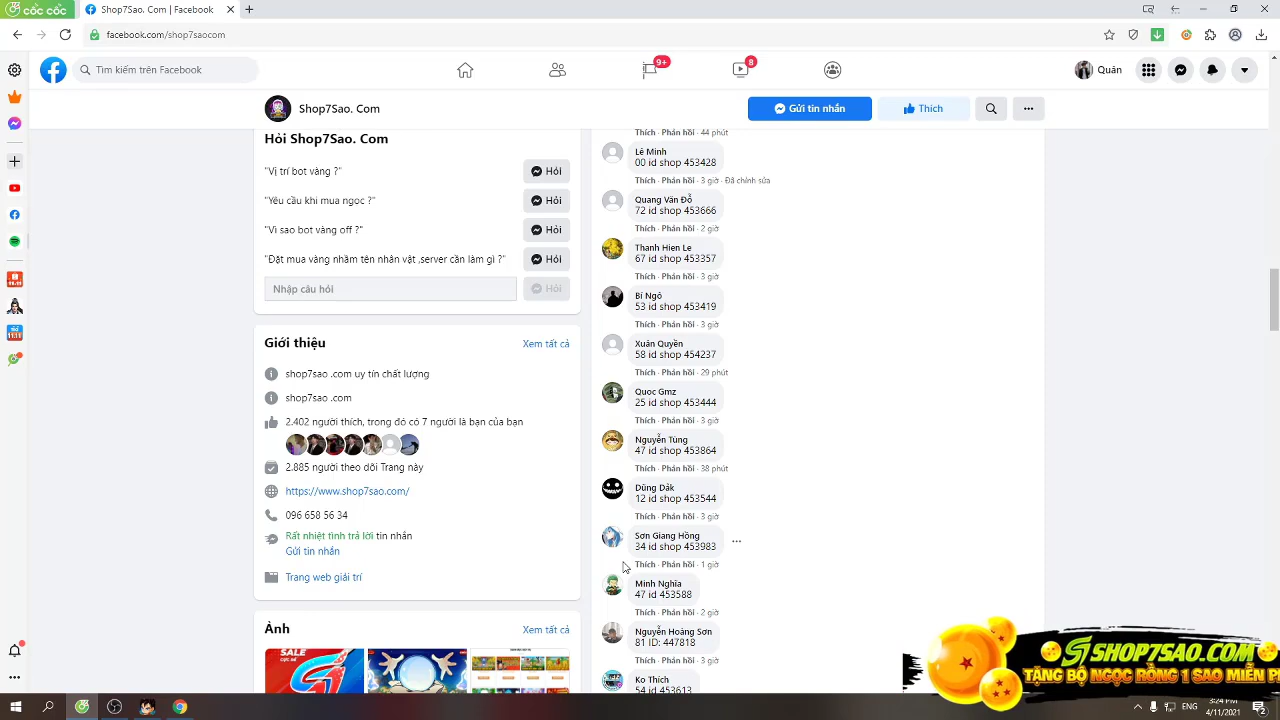 cốc cốc
Shop7Sao. Com | Facebook
facebook.com/shop7saocom
Tìm kiếm trên Facebook
9+
8
Quân
Shop7Sao. Com
Gửi tin nhắn
Thích
Hỏi Shop7Sao. Com
"Vị trí bot vàng ?"
Hỏi
"Yêu cầu khi mua ngọc ?"
Hỏi
"Vì sao bot vàng off ?"
Hỏi
"Đặt mua vàng nhầm tên nhân vật ,server cần làm gì ?"
Hỏi
Nhập câu hỏi
Hỏi
Giới thiệu
Xem tất cả
shop7sao .com uy tín chất lượng
shop7sao .com
2.402 người thích, trong đó có 7 người là bạn của bạn
2.885 người theo dõi Trang này
https://www.shop7sao.com/
096 658 56 34
Rất nhiệt tình trả lời tin nhắn
Gửi tin nhắn
Trang web giải trí
Ảnh
Xem tất cả
SALE
Thích · Phản hồi · 44 phút
Lê Minh
00 id shop 453428
Thích · Phản hồi · 3 giờ · Đã chỉnh sửa
Quang Văn Đỗ
72 id shop 453666
Thích · Phản hồi · 2 giờ
Thanh Hien Le
67 id shop 453357
Thích · Phản hồi · 3 giờ
Bí Ngô
53 id shop 453419
Thích · Phản hồi · 3 giờ
Xuân Quyền
58 id shop 454237
Thích · Phản hồi · 29 phút
Quoc Gmz
25 id shop 453444
Thích · Phản hồi · 3 giờ
Nguyễn Tùng
47 id shop 453864
Thích · Phản hồi · 38 phút
Dũng Dảk
12 id shop 453544
Thích · Phản hồi · 3 giờ
Sơn Giang Hồng
34 id shop 453983
Thích · Phản hồi · 1 giờ
Minh Nghĩa
47 id 453588
Thích · Phản hồi · 2 giờ
Nguyễn Hoàng Sơn
81 ID: 447818
Thích · Phản hồi · 3 giờ
Ko Thích
54 id 453613
SHOP7SAO.COM
TẶNG BỘ NGỌC RỒNG 1 SAO MIỄN P
3:24 PM
4/11/2021